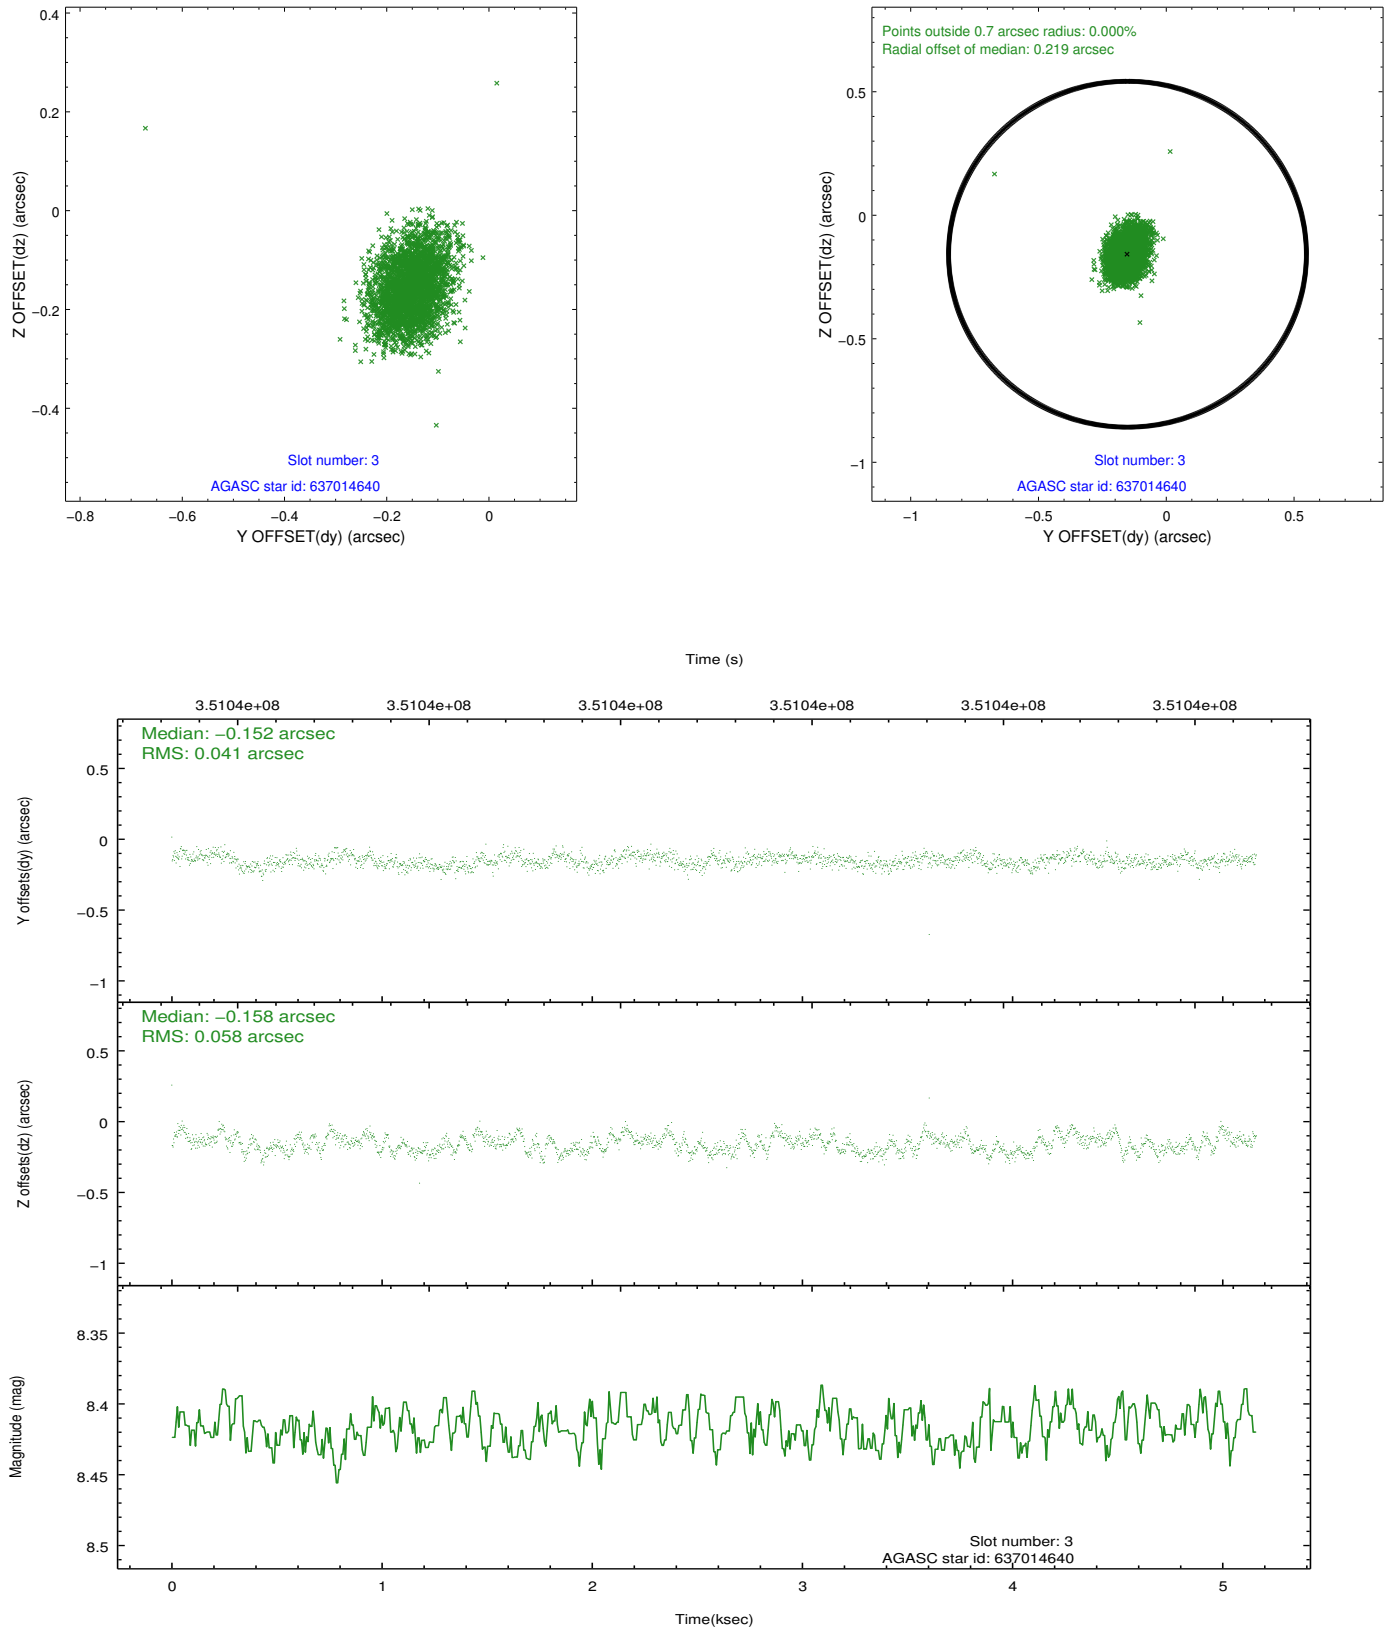 0.4
0.2
0
−0.2
−0.4
Z OFFSET(dz) (arcsec)
Slot number: 3
AGASC star id: 637014640
−0.8 −0.6 −0.4 −0.2 0
Y OFFSET(dy) (arcsec)
Points outside 0.7 arcsec radius: 0.000%
Radial offset of median: 0.219 arcsec
0.5
0
−0.5
−1
Z OFFSET(dz) (arcsec)
Slot number: 3
AGASC star id: 637014640
−1 −0.5 0 0.5
Y OFFSET(dy) (arcsec)
Time (s)
3.5104e+08 3.5104e+08 3.5104e+08 3.5104e+08 3.5104e+08 3.5104e+08
Median: −0.152 arcsec
RMS: 0.041 arcsec
0.5
0
−0.5
−1
Y offsets(dy) (arcsec)
Median: −0.158 arcsec
RMS: 0.058 arcsec
0.5
0
−0.5
−1
Z offsets(dz) (arcsec)
8.35
8.4
8.45
8.5
Magnitude (mag)
Slot number: 3
AGASC star id: 637014640
0 1 2 3 4 5
Time(ksec)